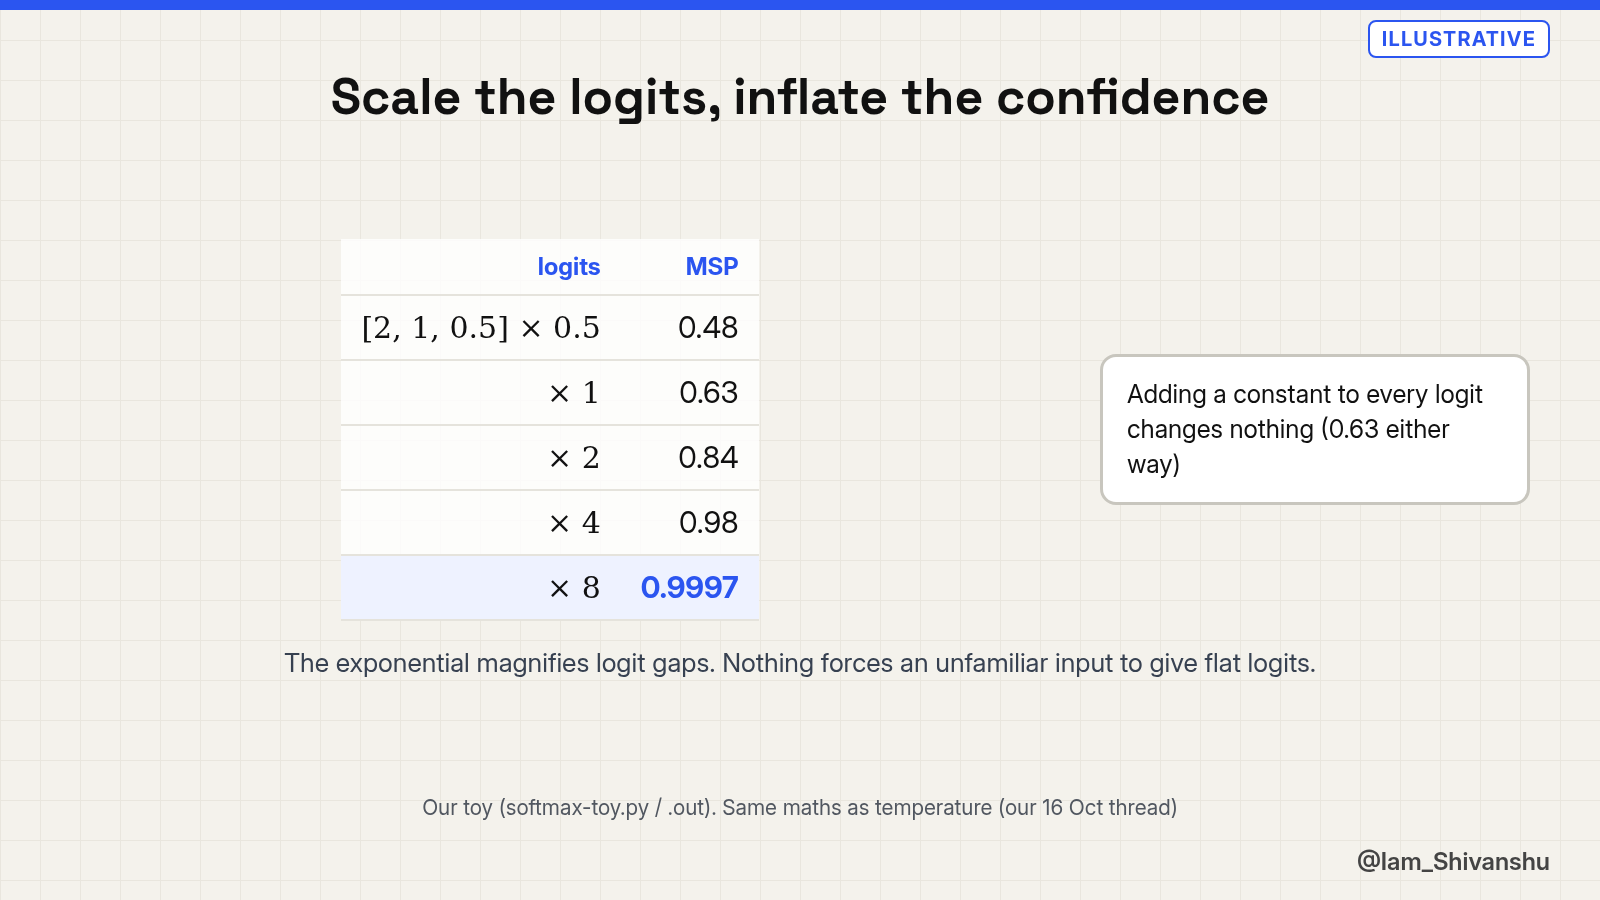 ILLUSTRATIVE
Scale the logits, inflate the confidence
logits MSP
[2, 1, 0.5] × 0.5 0.48
× 1 0.63
× 2 0.84
× 4 0.98
× 8 0.9997
Adding a constant to every logit
changes nothing (0.63 either
way)
The exponential magnifies logit gaps. Nothing forces an unfamiliar input to give flat logits.
Our toy (softmax-toy.py / .out). Same maths as temperature (our 16 Oct thread)
@Iam_Shivanshu